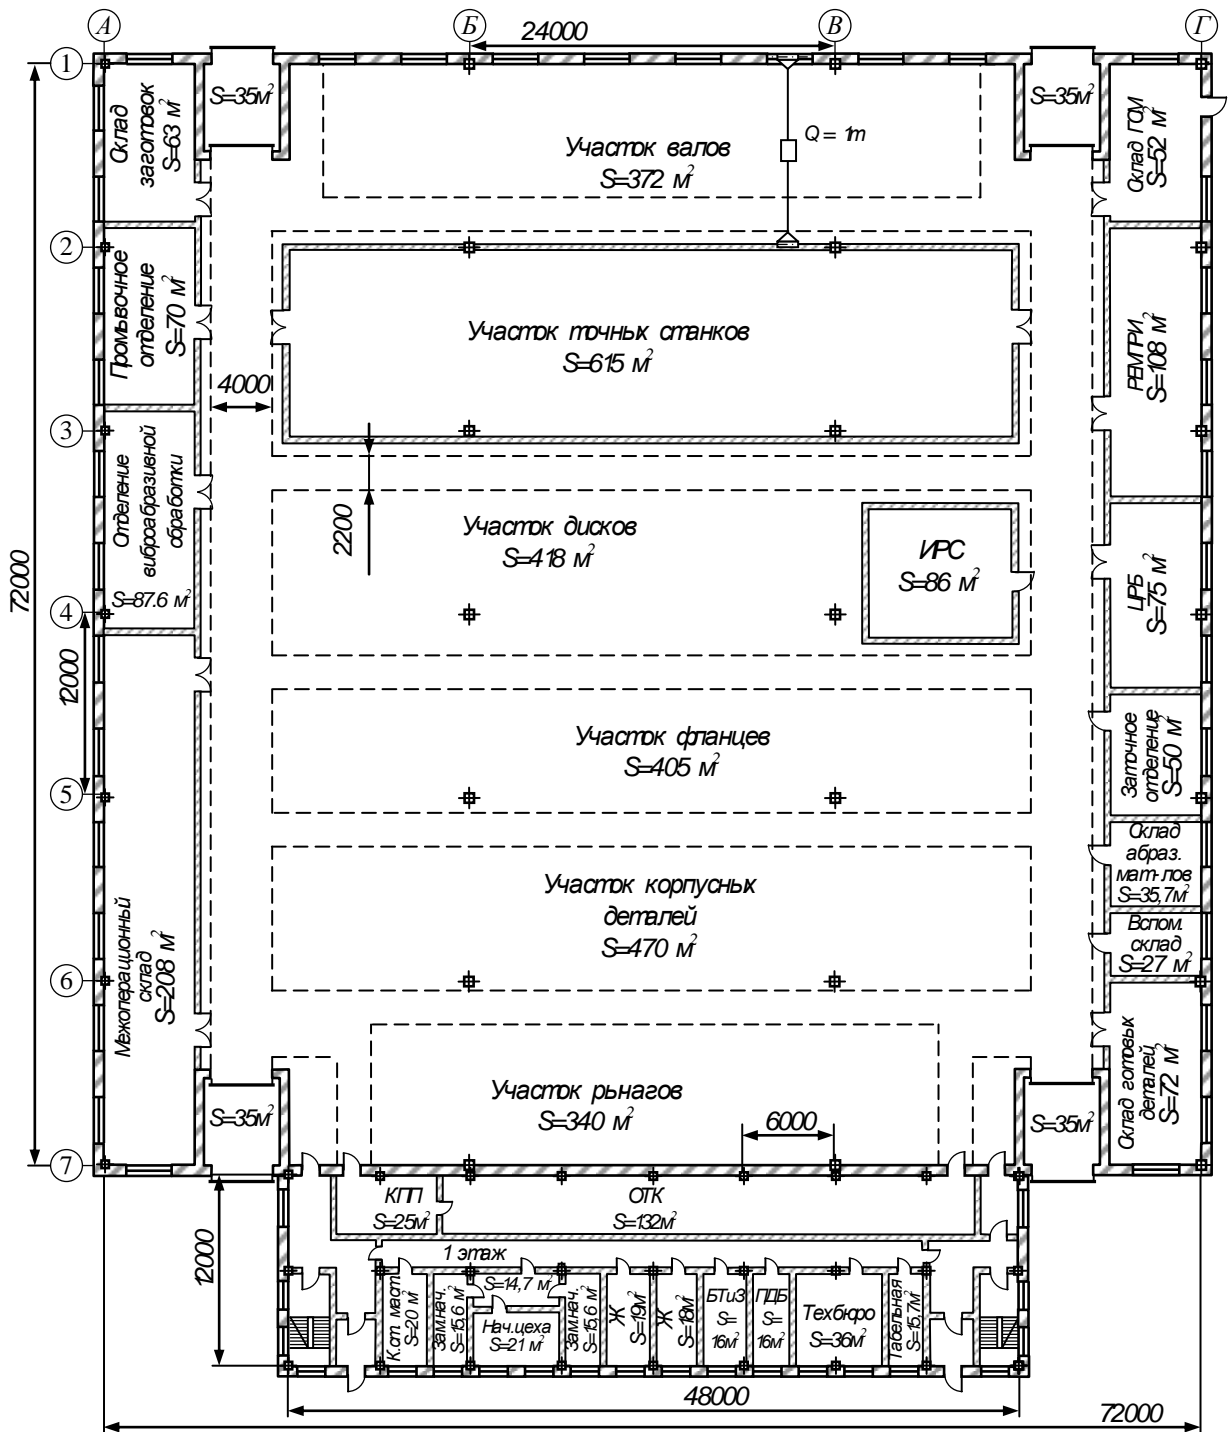 А
Б
В
Г
24000
1
2
3
4
5
6
7
72000
12000
S=35м²
S=35м²
Склад
заготовок
S=63 м²
Участок валов
S=372 м²
Q = 1т
Склад ГСМ
S=52 м²
Промывочное
отделение
S=70 м²
Участок точных станков
S=615 м²
РЕМПРИ
S=108 м²
4000
2200
Отделение
виброабразивной
обработки
S=87.6 м²
Участок дисков
S=418 м²
ИРС
S=86 м²
ЦРБ
S=75 м²
Участок фланцев
S=405 м²
Заточное
отделение
S=50 м²
Склад
абраз.
мат-лов
S=35,7м²
Участок корпусных
деталей
S=470 м²
Вспом.
склад
S=27 м²
Межоперационный
склад
S=208 м²
Участок рычагов
S=340 м²
6000
Склад готовых
деталей
S=72 м²
S=35м²
S=35м²
КПП
S=25м²
ОТК
S=132м²
12000
1 этаж
К.ст. маст.
S=20 м²
Зам.нач.
S=15,6 м²
S=14,7 м²
Нач.цеха
S=21 м²
Зам.нач.
S=15,6 м²
Ж
S=19м²
Ж
S=18м²
БТиЗ
S=
16м²
ПДБ
S=
16м²
Техбюро
S=36м²
Табельная
S=15,7м²
48000
72000